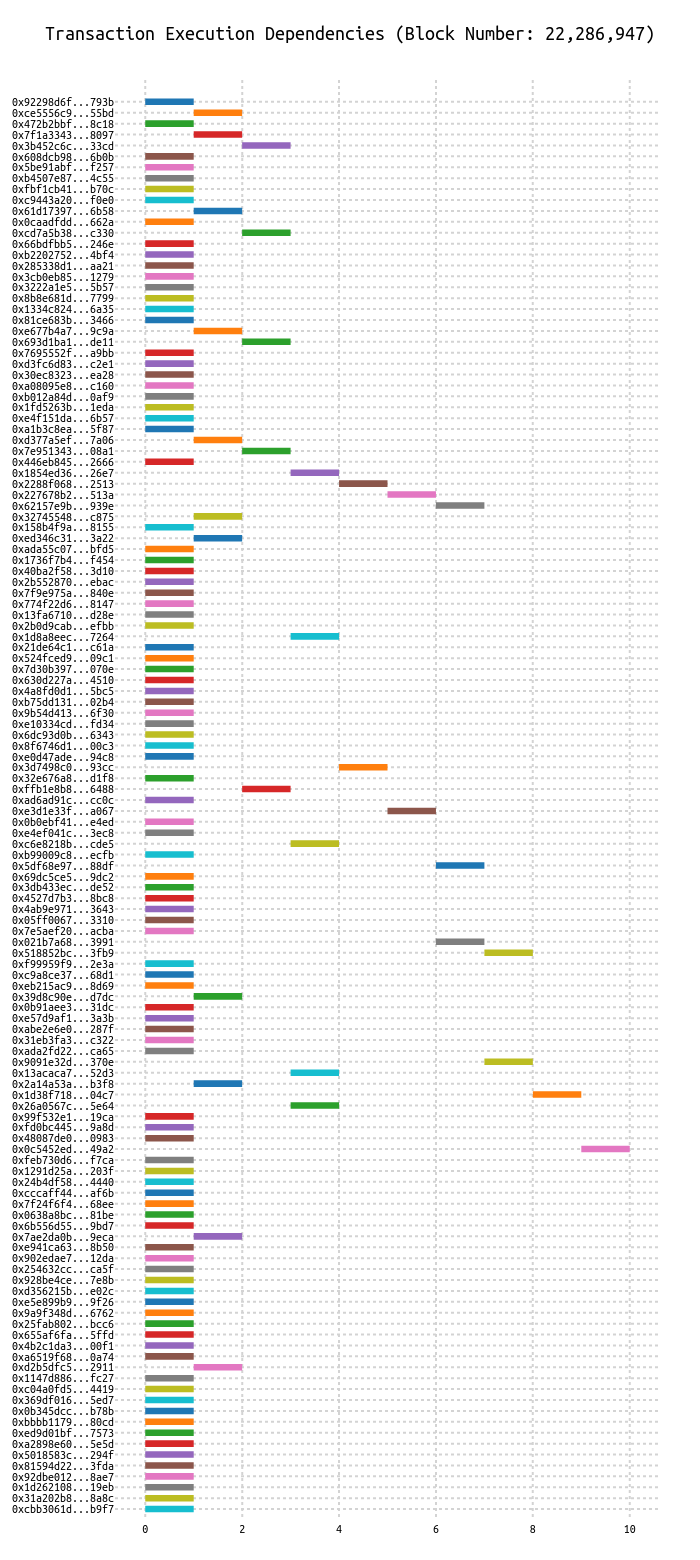 Transaction Execution Dependencies (Block Number: 22,286,947)
0x92298d6f...793b
0xce5556c9...55bd
0x472b2bbf...8c18
0x7f1a3343...8097
0x3b452c6c...33cd
0x608dcb98...6b0b
0x5be91abf...f257
0xb4507e87...4c55
0xfbf1cb41...b70c
0xc9443a20...f0e0
0x61d17397...6b58
0x0caadfdd...662a
0xcd7a5b38...c330
0x66bdfbb5...246e
0xb2202752...4bf4
0x285338d1...aa21
0x3cb0eb85...1279
0x3222a1e5...5b57
0x8b8e681d...7799
0x1334c824...6a35
0x81ce683b...3466
0xe677b4a7...9c9a
0x693d1ba1...de11
0x7695552f...a9bb
0xd3fc6d83...c2e1
0x30ec8323...ea28
0xa08095e8...c160
0xb012a84d...0af9
0x1fd5263b...1eda
0xe4f151da...6b57
0xa1b3c8ea...5f87
0xd377a5ef...7a06
0x7e951343...08a1
0x446eb845...2666
0x1854ed36...26e7
0x2288f068...2513
0x227678b2...513a
0x62157e9b...939e
0x32745548...c875
0x158b4f9a...8155
0xed346c31...3a22
0xada55c07...bfd5
0x1736f7b4...f454
0x40ba2f58...3d10
0x2b552870...ebac
0x7f9e975a...840e
0x774f22d6...8147
0x13fa6710...d28e
0x2b0d9cab...efbb
0x1d8a8eec...7264
0x21de64c1...c61a
0x524fced9...09c1
0x7d30b397...070e
0x630d227a...4510
0x4a8fd0d1...5bc5
0xb75dd131...02b4
0x9b54d413...6f30
0xe10334cd...fd34
0x6dc93d0b...6343
0x8f6746d1...00c3
0xe0d47ade...94c8
0x3d7498c0...93cc
0x32e676a8...d1f8
0xffb1e8b8...6488
0xad6ad91c...cc0c
0xe3d1e33f...a067
0x0b0ebf41...e4ed
0xe4ef041c...3ec8
0xc6e8218b...cde5
0xb99009c8...ecfb
0x5df68e97...88df
0x69dc5ce5...9dc2
0x3db433ec...de52
0x4527d7b3...8bc8
0x4ab9e971...3643
0x05ff0067...3310
0x7e5aef20...acba
0x021b7a68...3991
0x518852bc...3fb9
0xf99959f9...2e3a
0xc9a8ce37...68d1
0xeb215ac9...8d69
0x39d8c90e...d7dc
0x0b91aee3...31dc
0xe57d9af1...3a3b
0xabe2e6e0...287f
0x31eb3fa3...c322
0xada2fd22...ca65
0x9091e32d...370e
0x13acaca7...52d3
0x2a14a53a...b3f8
0x1d38f718...04c7
0x26a0567c...5e64
0x99f532e1...19ca
0xfd0bc445...9a8d
0x48087de0...0983
0x0c5452ed...49a2
0xfeb730d6...f7ca
0x1291d25a...203f
0x24b4df58...4440
0xcccaff44...af6b
0x7f24f6f4...68ee
0x0638a8bc...81be
0x6b556d55...9bd7
0x7ae2da0b...9eca
0xe941ca63...8b50
0x902edae7...12da
0x254632cc...ca5f
0x928be4ce...7e8b
0xd356215b...e02c
0xe5e899b9...9f26
0x9a9f348d...6762
0x25fab802...bcc6
0x655af6fa...5ffd
0x4b2c1da3...00f1
0xa6519f68...0a74
0xd2b5dfc5...2911
0x1147d886...fc27
0xc04a0fd5...4419
0x369df016...5ed7
0x0b345dcc...b78b
0xbbbb1179...80cd
0xed9d01bf...7573
0xa2898e60...5e5d
0x5018583c...294f
0x81594d22...3fda
0x92dbe012...8ae7
0x1d262108...19eb
0x31a202b8...8a8c
0xcbb3061d...b9f7
0 2 4 6 8 10